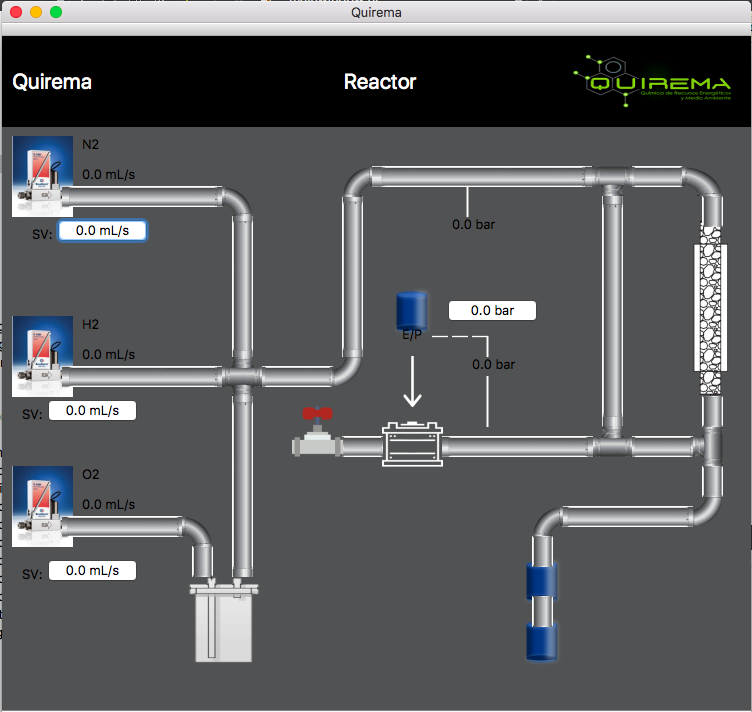 Quirema
Quirema
Reactor
QUIREMA
Química de Recursos Energéticos
y Medio Ambiente
N2
0.0 mL/s
SV: 0.0 mL/s
0.0 bar
0.0 bar
E/P
H2
0.0 mL/s
0.0 bar
SV: 0.0 mL/s
O2
0.0 mL/s
SV: 0.0 mL/s